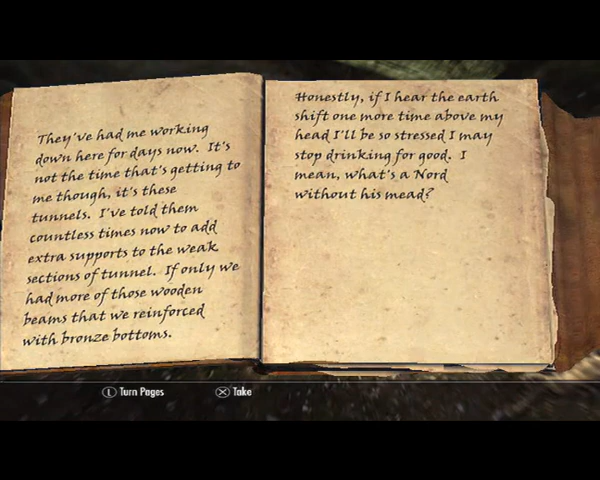 They've had me working
down here for days now. It's
not the time that's getting to
me though, it's these
tunnels. I've told them
countless times now to add
extra supports to the weak
sections of tunnel. If only we
had more of those wooden
beams that we reinforced
with bronze bottoms.
Honestly, if I hear the earth
shift one more time above my
head I'll be so stressed I may
stop drinking for good. I
mean, what's a Nord
without his mead?
L Turn Pages X Take